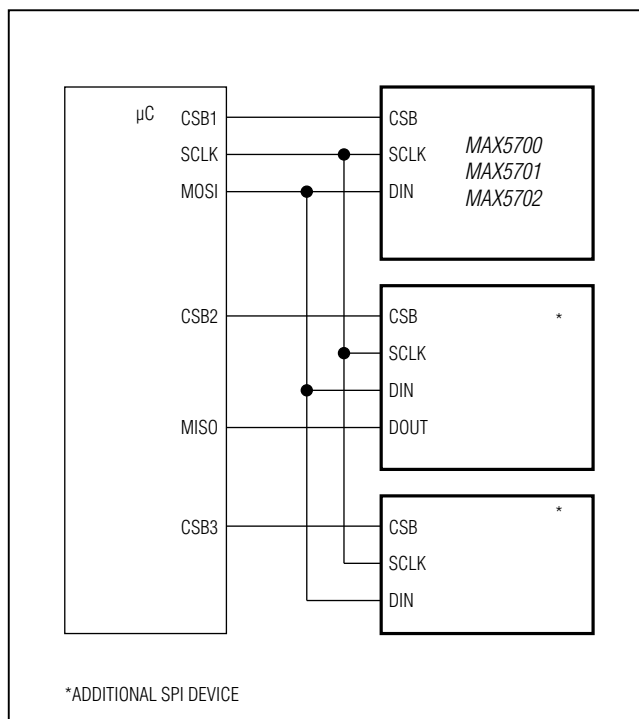 µC
CSB1
SCLK
MOSI
CSB2
MISO
CSB3
CSB
SCLK
DIN
MAX5700
MAX5701
MAX5702
CSB
*
SCLK
DIN
DOUT
CSB
*
SCLK
DIN
*ADDITIONAL SPI DEVICE